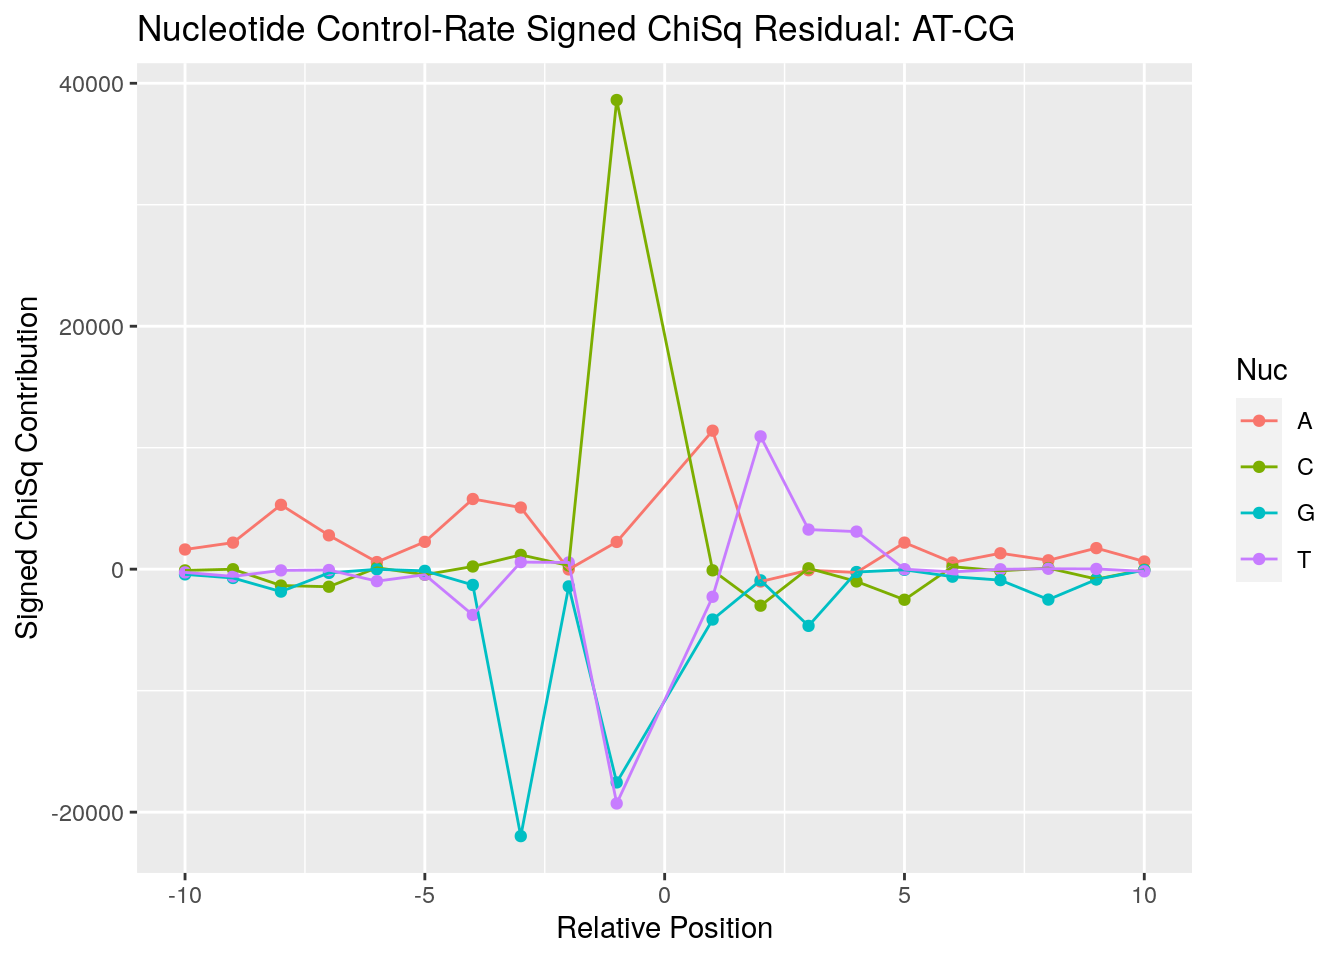 Nucleotide Control-Rate Signed ChiSq Residual: AT-CG
40000
20000
0
-20000
Signed ChiSq Contribution
-10
-5
0
5
10
Relative Position
Nuc
A
C
G
T